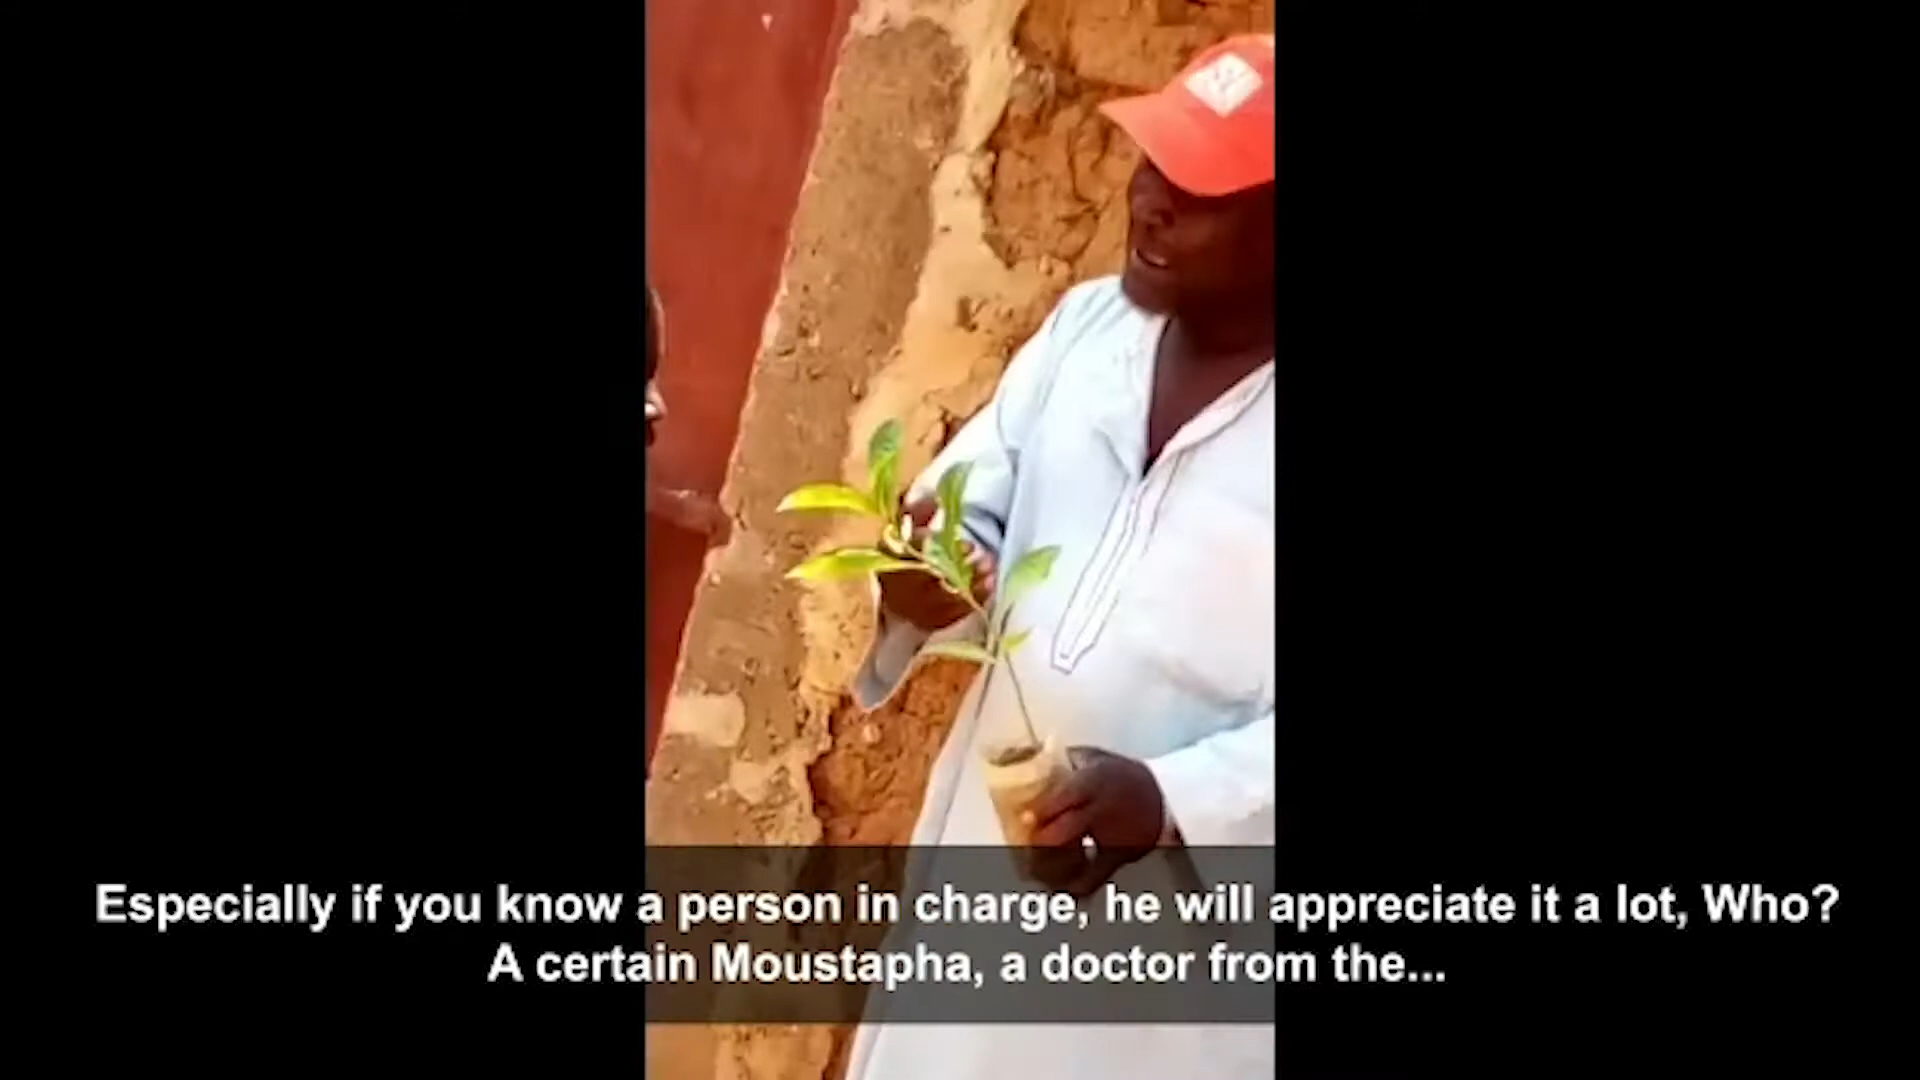 Especially if you know a person in charge, he will appreciate it a lot, Who?
A certain Moustapha, a doctor from the...